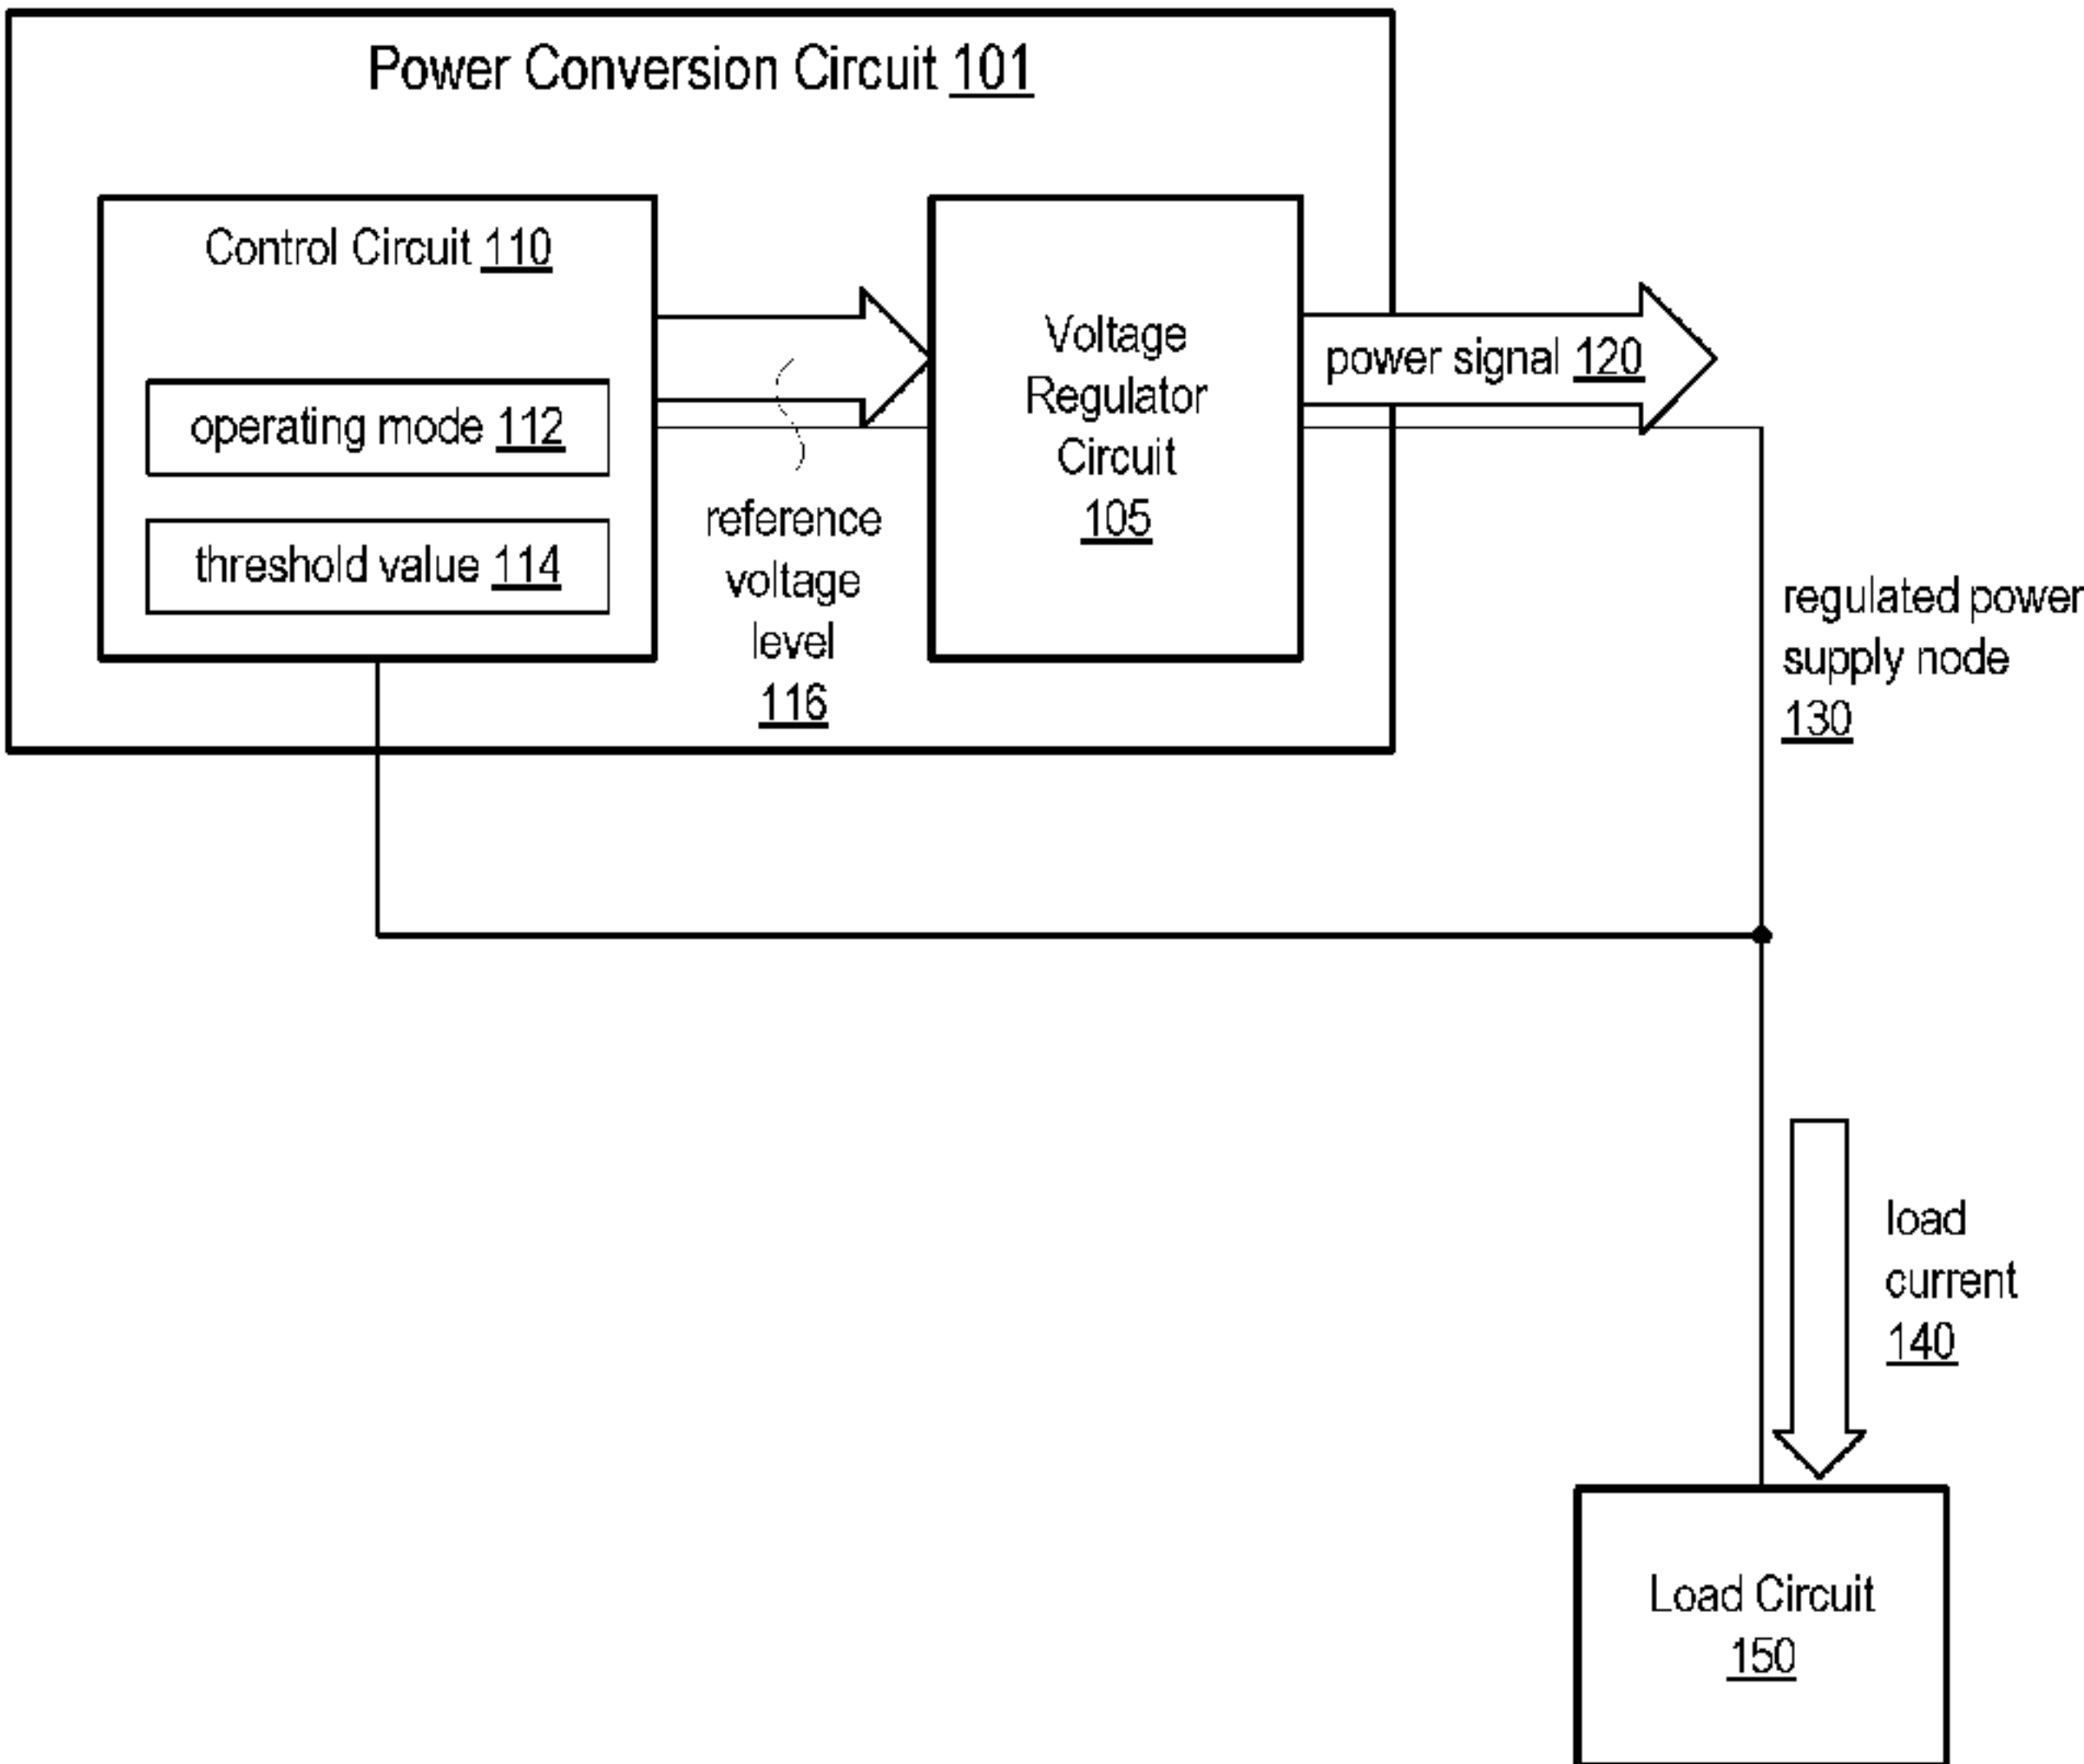 Power Conversion Circuit 101
Control Circuit 110
operating mode 112
threshold value 114
reference
voltage
level
116
Voltage
Regulator
Circuit
105
power signal 120
regulated power
supply node
130
load
current
140
Load Circuit
150